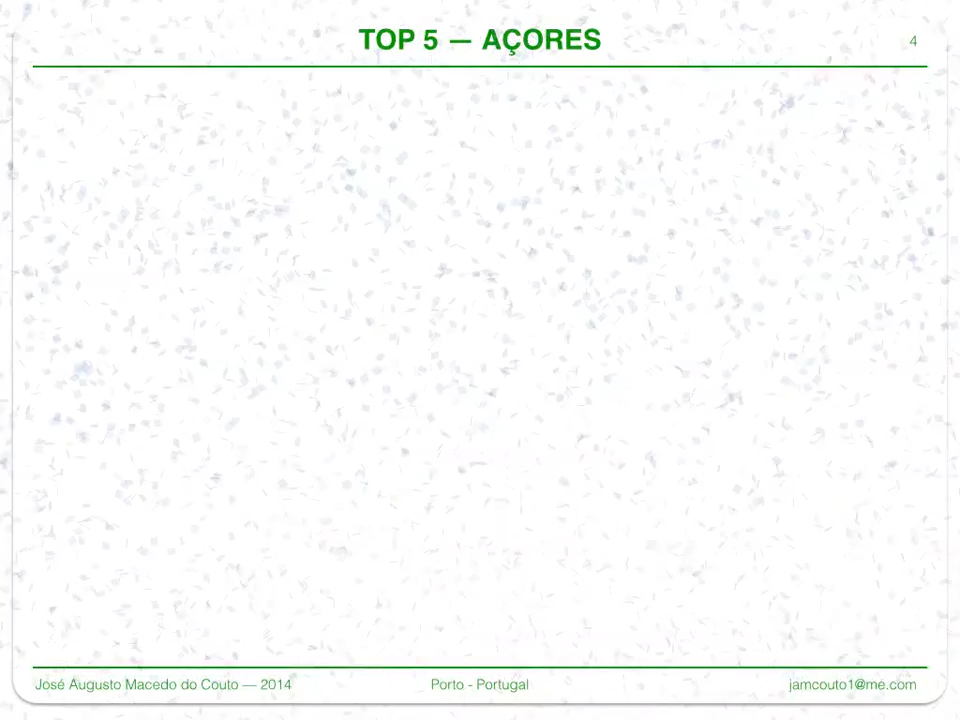 TOP 5 — AÇORES
4
José Augusto Macedo do Couto — 2014
Porto - Portugal
jamcouto1@me.com